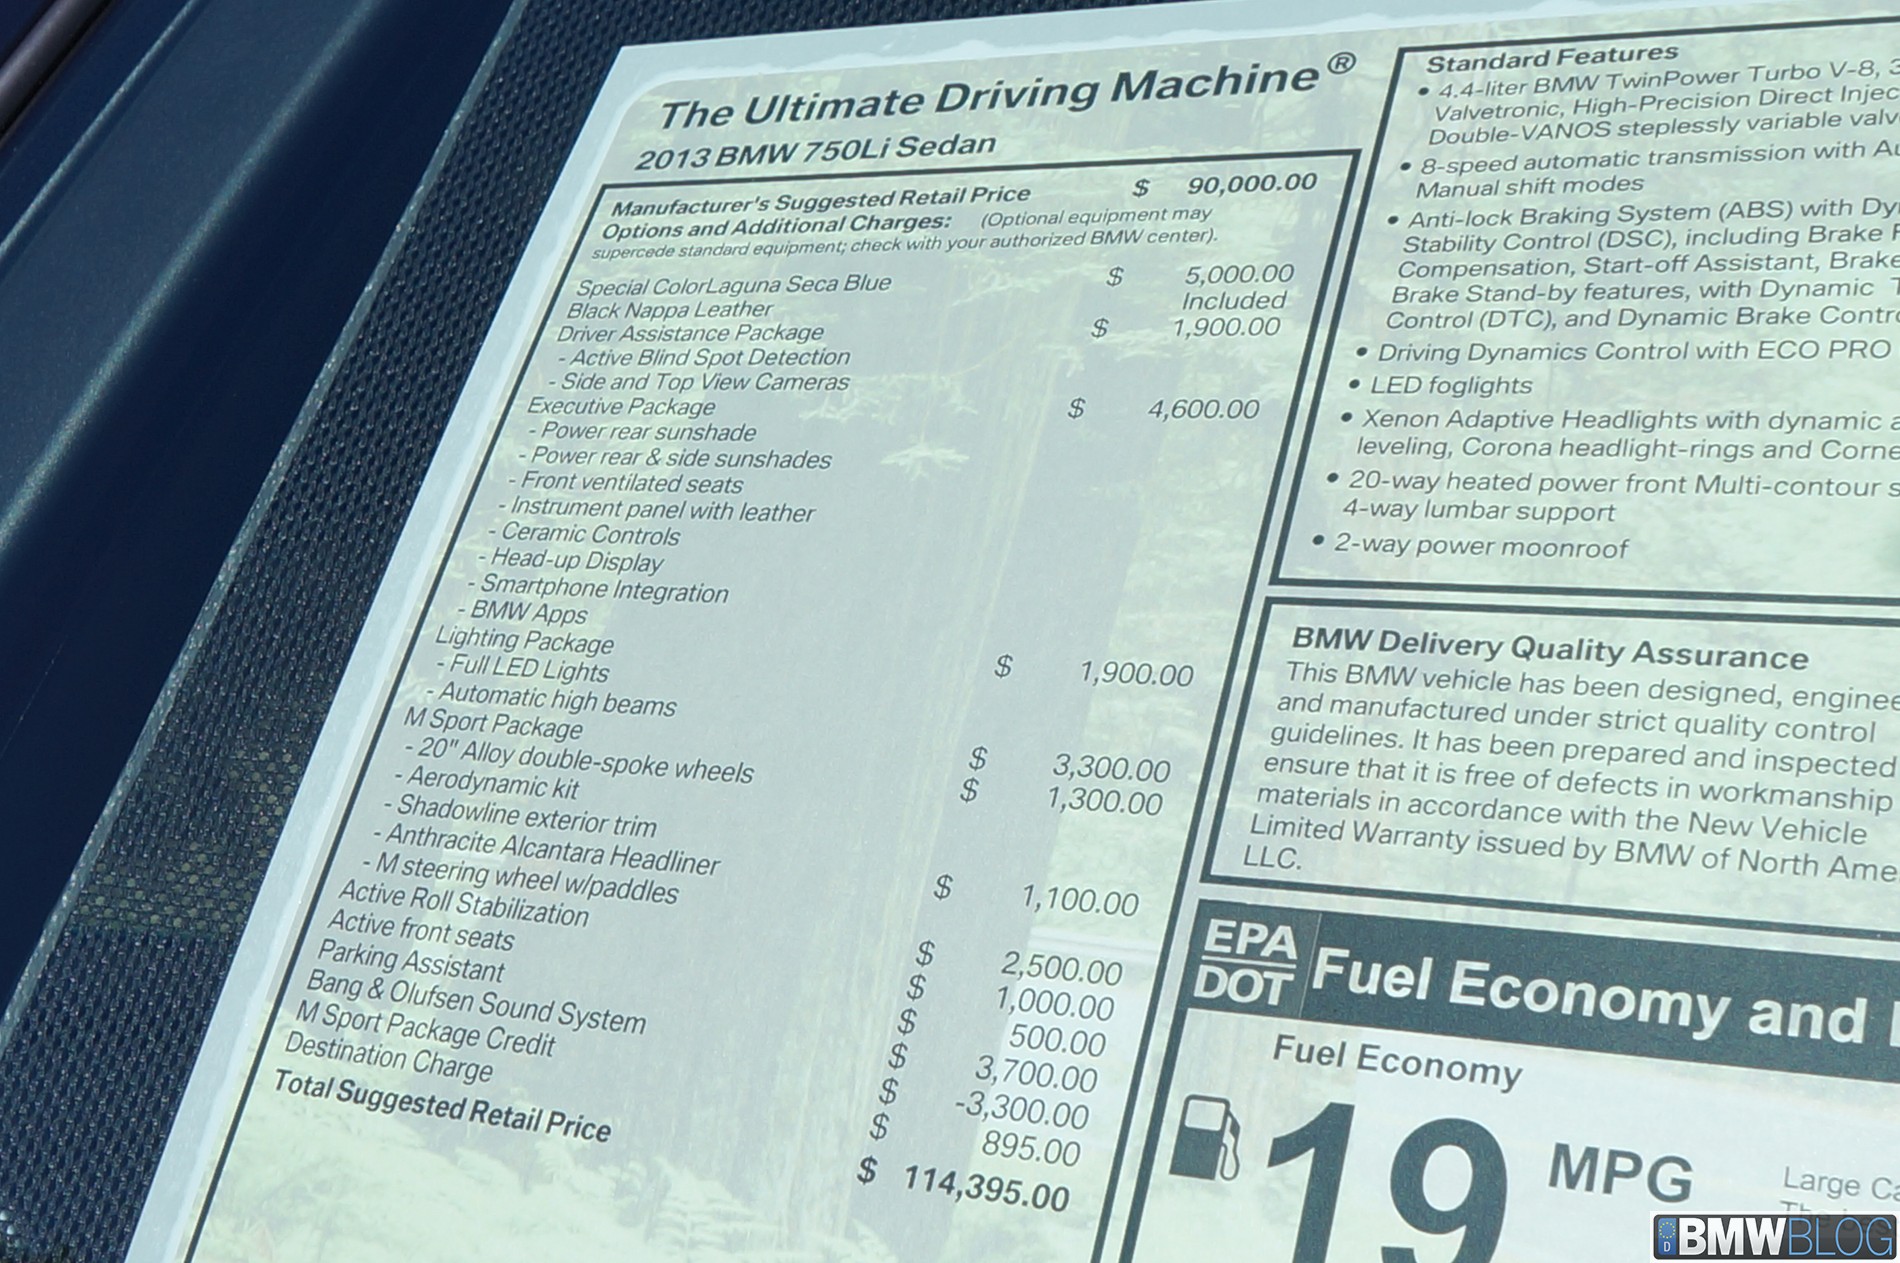 The Ultimate Driving Machine®
2013 BMW 750Li Sedan
Manufacturer's Suggested Retail Price $ 90,000.00
Options and Additional Charges: (Optional equipment may
supercede standard equipment; check with your authorized BMW center).
Special ColorLaguna Seca Blue $ 5,000.00
Black Nappa Leather Included
Driver Assistance Package $ 1,900.00
- Active Blind Spot Detection
- Side and Top View Cameras
Executive Package $ 4,600.00
- Power rear sunshade
- Power rear & side sunshades
- Front ventilated seats
- Instrument panel with leather
- Ceramic Controls
- Head-up Display
- Smartphone Integration
- BMW Apps
Lighting Package $ 1,900.00
- Full LED Lights
- Automatic high beams
M Sport Package $ 3,300.00
- 20" Alloy double-spoke wheels $ 1,300.00
- Aerodynamic kit
- Shadowline exterior trim
- Anthracite Alcantara Headliner $ 1,100.00
- M steering wheel w/paddles
Active Roll Stabilization $ 2,500.00
Active front seats $ 1,000.00
Parking Assistant $ 500.00
Bang & Olufsen Sound System $ 3,700.00
M Sport Package Credit $ -3,300.00
Destination Charge $ 895.00
Total Suggested Retail Price $ 114,395.00
Standard Features
• 4.4-liter BMW TwinPower Turbo V-8,
Valvetronic, High-Precision Direct
Double-VANOS steplessly variable
• 8-speed automatic transmission with
Manual shift modes
• Anti-lock Braking System (ABS) with
Stability Control (DSC), including Brake
Compensation, Start-off Assistant, Brake
Brake Stand-by features, with Dynamic
Control (DTC), and Dynamic Brake
• Driving Dynamics Control with ECO PRO
• LED foglights
• Xenon Adaptive Headlights with dynamic
leveling, Corona headlight-rings and
• 20-way heated power front Multi-contour
4-way lumbar support
• 2-way power moonroof
BMW Delivery Quality Assurance
This BMW vehicle has been designed,
and manufactured under strict quality control
guidelines. It has been prepared and inspected
ensure that it is free of defects in workmanship
materials in accordance with the New Vehicle
Limited Warranty issued by BMW of North
LLC.
EPA
DOT
Fuel Economy and
Fuel Economy
19 MPG
Large
D BMWBLOG